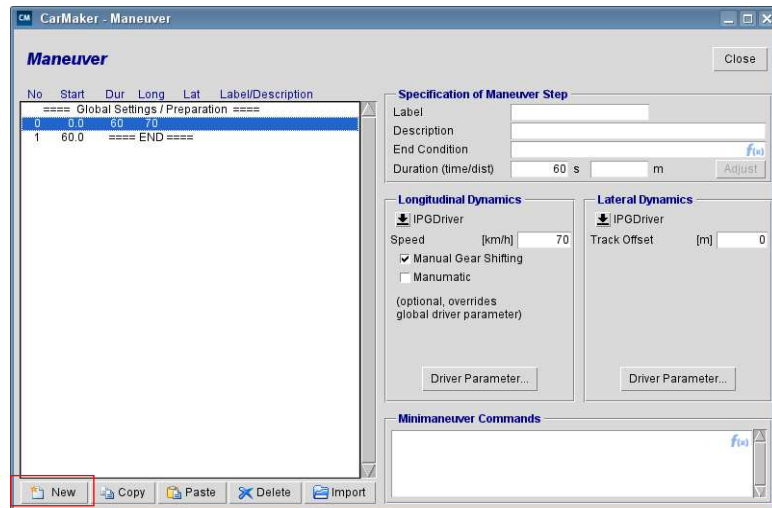 CM CarMaker - Maneuver
Maneuver
Close
No Start Dur Long Lat Label/Description
==== Global Settings / Preparation ====
0 0.0 60 70
1 60.0 ==== END ====
New Copy Paste Delete Import
Specification of Maneuver Step
Label
Description
End Condition f(x)
Duration (time/dist) 60 s m Adjust
Longitudinal Dynamics
IPGDriver
Speed [km/h] 70
Manual Gear Shifting
Manumatic
(optional, overrides
global driver parameter)
Driver Parameter...
Lateral Dynamics
IPGDriver
Track Offset [m] 0
Driver Parameter...
Minimaneuver Commands
f(x)